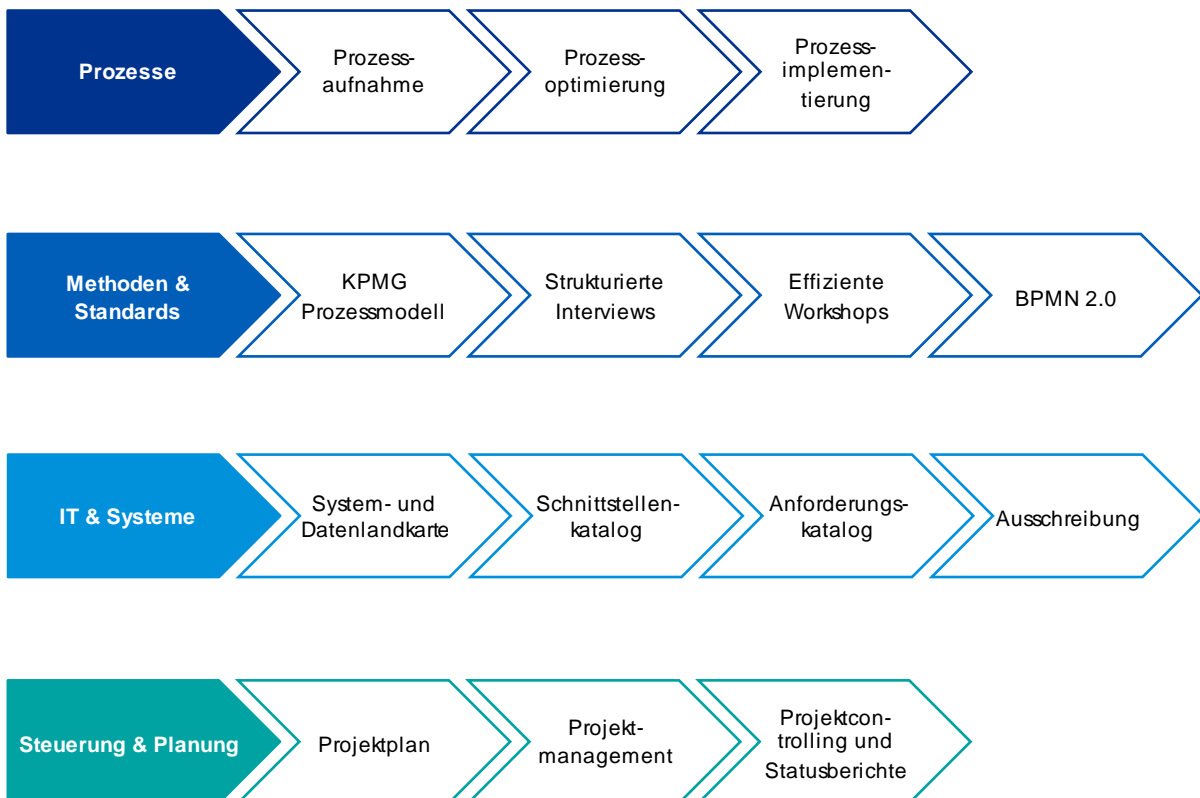 Prozesse
Prozess-
aufnahme
Prozess-
optimierung
Prozess-
implemen-
tierung
Methoden &
Standards
KPMG
Prozessmodell
Strukturierte
Interviews
Effiziente
Workshops
BPMN 2.0
IT & Systeme
System- und
Datenlandkarte
Schnittstellen-
katalog
Anforderungs-
katalog
Ausschreibung
Steuerung & Planung
Projektplan
Projekt-
management
Projektcon-
trolling und
Statusberichte